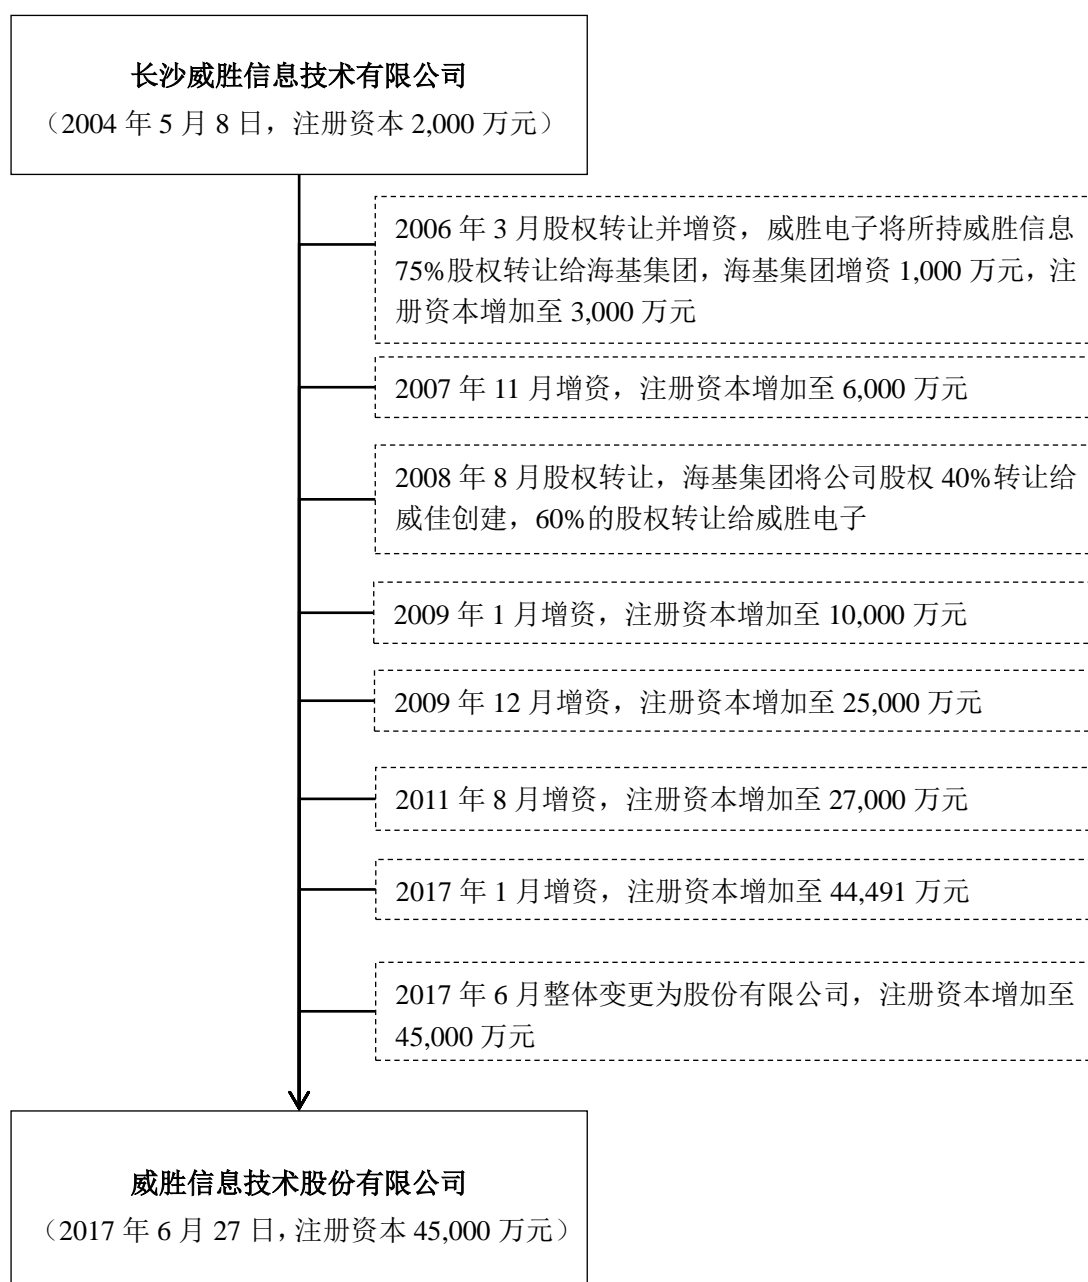 长沙威胜信息技术有限公司
（2004 年 5 月 8 日，注册资本 2,000 万元）
2006 年 3 月股权转让并增资，威胜电子将所持威胜信息
75%股权转让给海基集团，海基集团增资 1,000 万元，注
册资本增加至 3,000 万元
2007 年 11 月增资，注册资本增加至 6,000 万元
2008 年 8 月股权转让，海基集团将公司股权 40%转让给
威佳创建，60%的股权转让给威胜电子
2009 年 1 月增资，注册资本增加至 10,000 万元
2009 年 12 月增资，注册资本增加至 25,000 万元
2011 年 8 月增资，注册资本增加至 27,000 万元
2017 年 1 月增资，注册资本增加至 44,491 万元
2017 年 6 月整体变更为股份有限公司，注册资本增加至
45,000 万元
威胜信息技术股份有限公司
（2017 年 6 月 27 日，注册资本 45,000 万元）